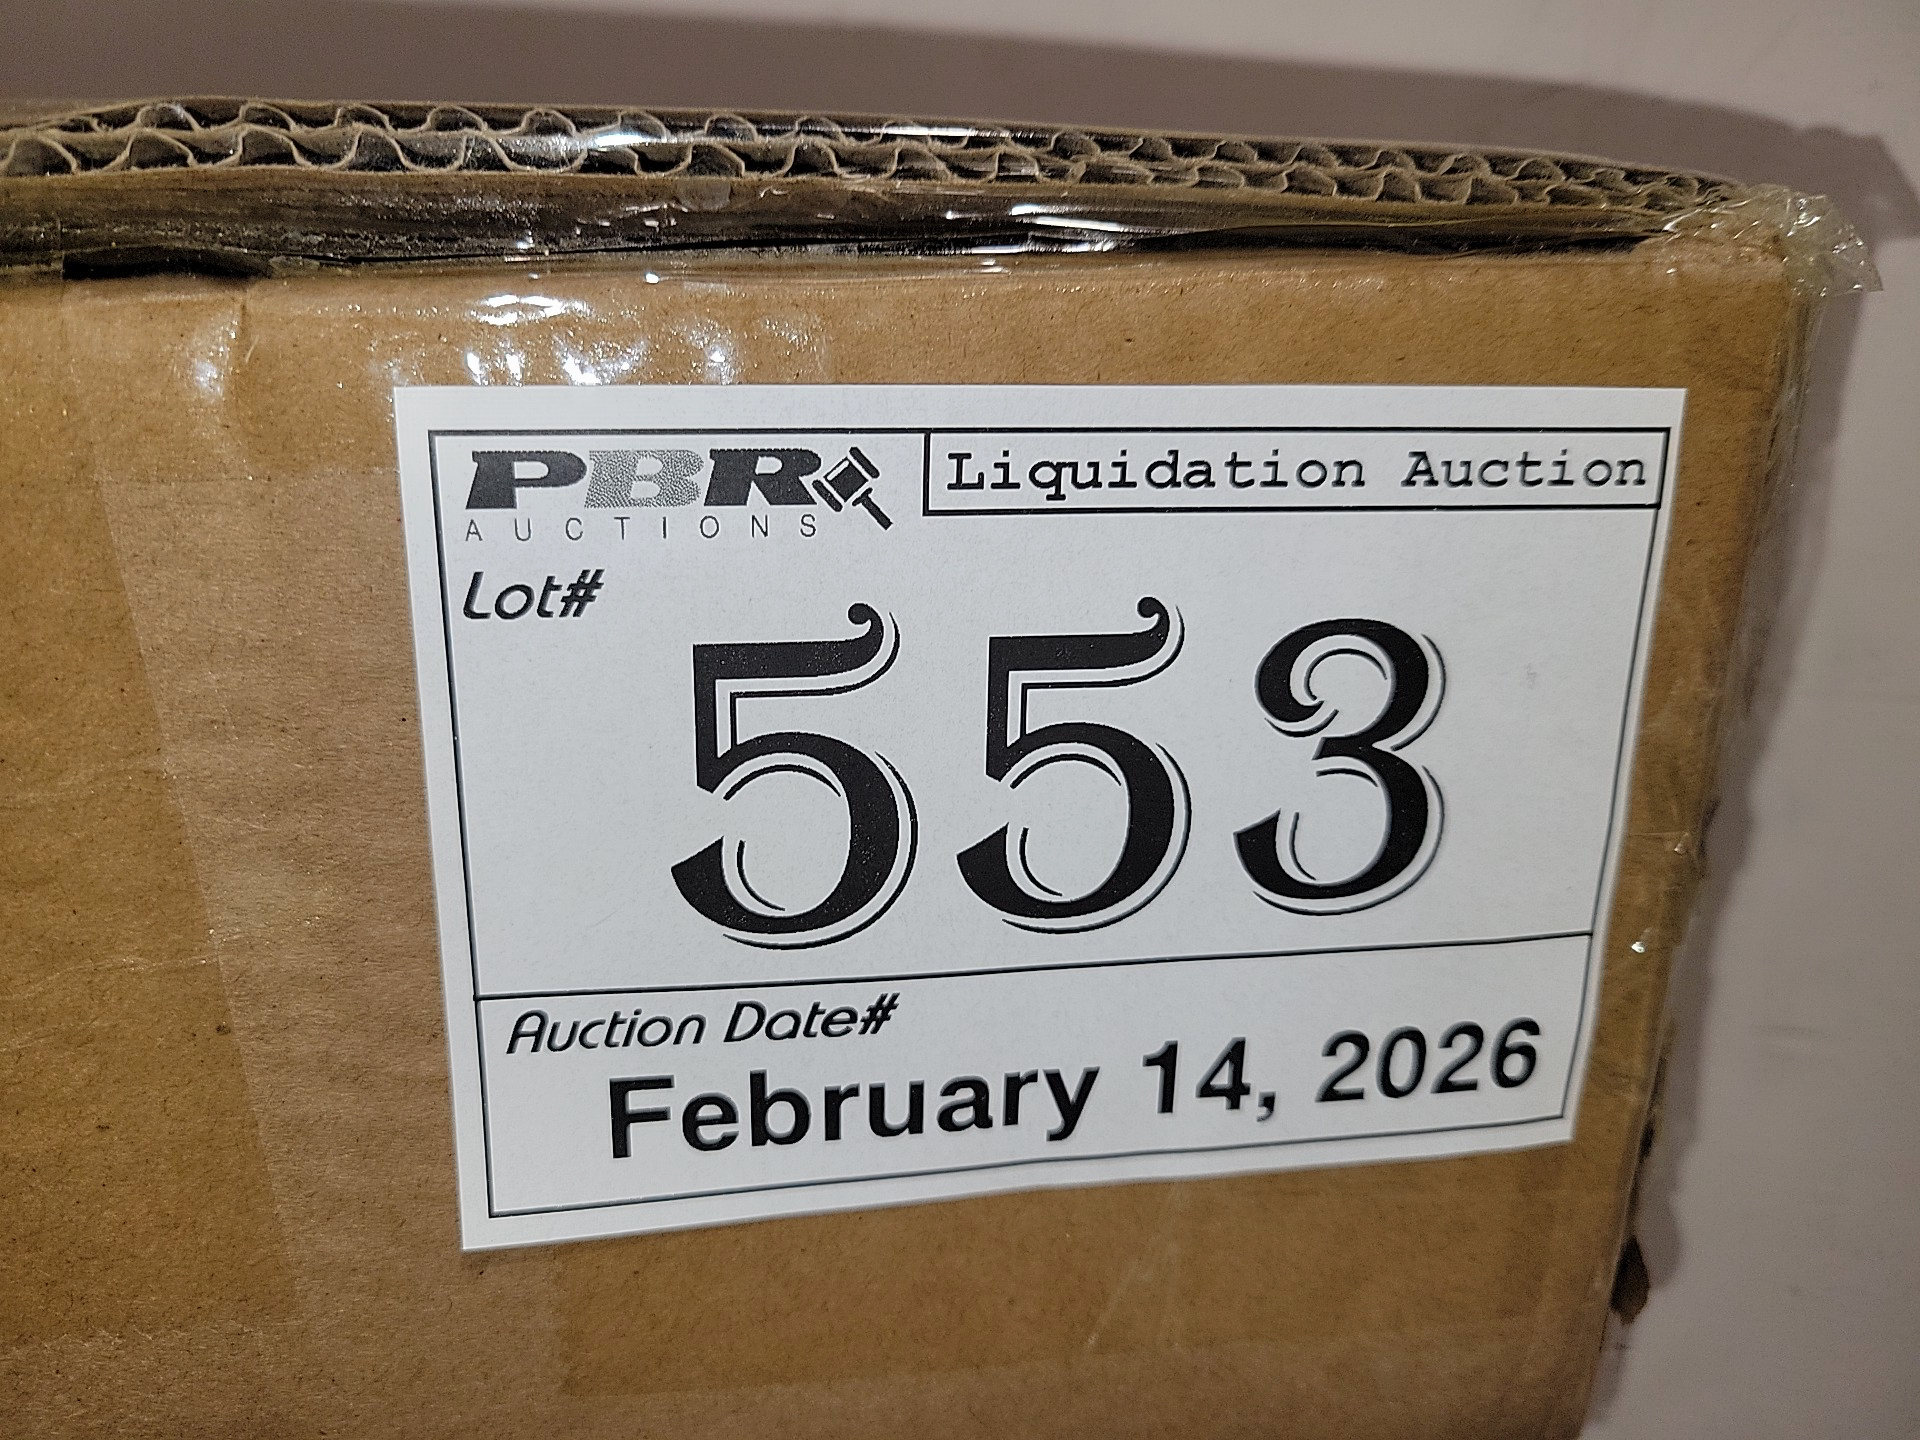 PBR
AUCTIONS
Liquidation Auction
Lot#
553
Auction Date#
February 14, 2026